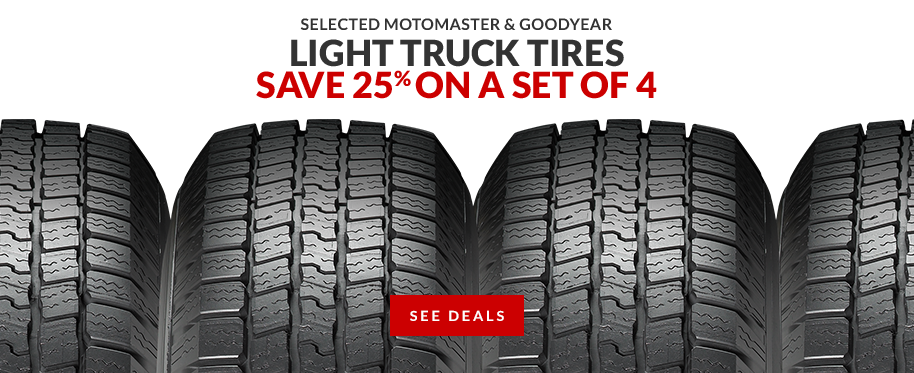 SELECTED MOTOMASTER & GOODYEAR
LIGHT TRUCK TIRES
SAVE 25% ON A SET OF 4
SEE DEALS